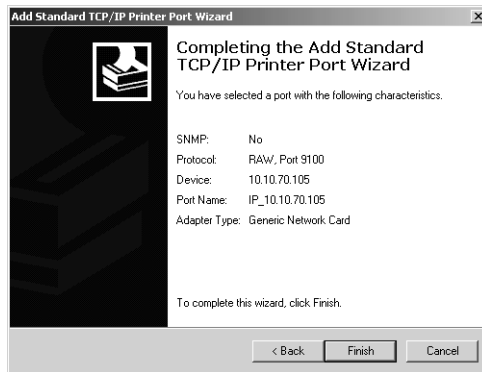 Add Standard TCP/IP Printer Port Wizard
Completing the Add Standard
TCP/IP Printer Port Wizard
You have selected a port with the following characteristics.
SNMP: No
Protocol: RAW, Port 9100
Device: 10.10.70.105
Port Name: IP_10.10.70.105
Adapter Type: Generic Network Card
To complete this wizard, click Finish.
< Back Finish Cancel